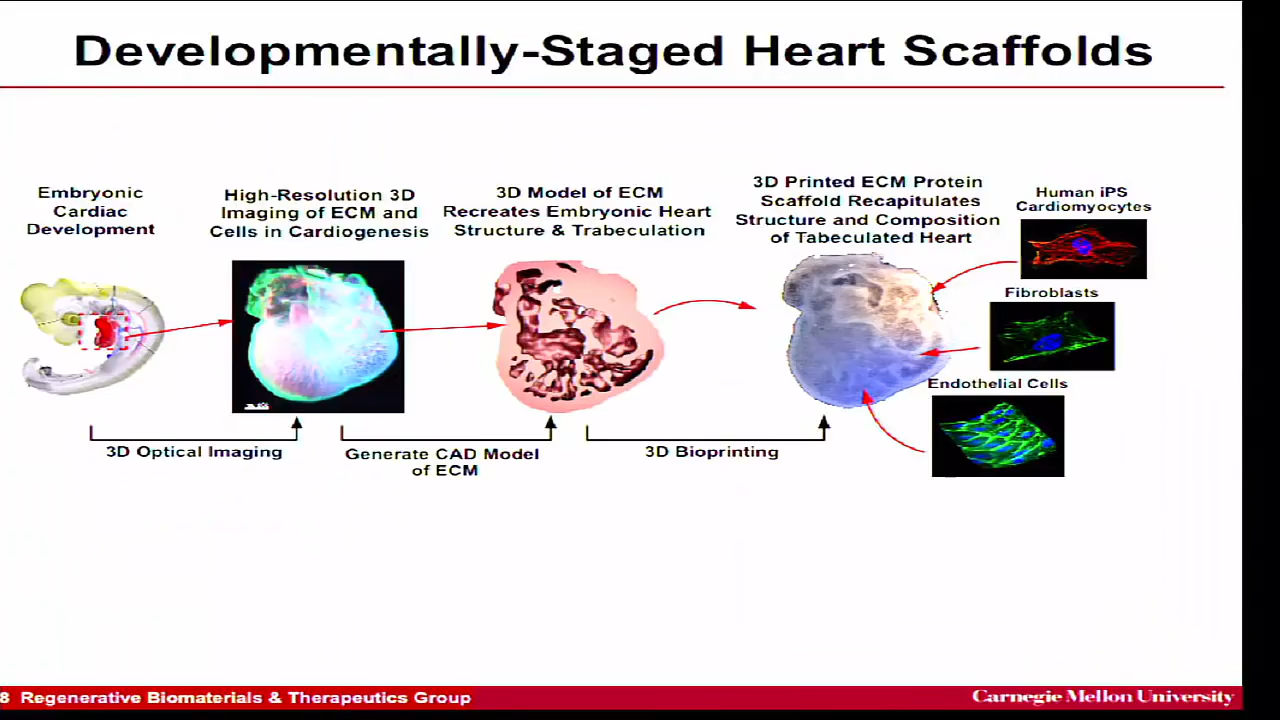 Developmentally-Staged Heart Scaffolds
Embryonic
Cardiac
Development
High-Resolution 3D
Imaging of ECM and
Cells in Cardiogenesis
3D Model of ECM
Recreates Embryonic Heart
Structure & Trabeculation
3D Printed ECM Protein
Scaffold Recapitulates
Structure and Composition
of Tabeculated Heart
Human iPS
Cardiomyocytes
Fibroblasts
Endothelial Cells
3D Optical Imaging
Generate CAD Model
of ECM
3D Bioprinting
8 Regenerative Biomaterials & Therapeutics Group
Carnegie Mellon University